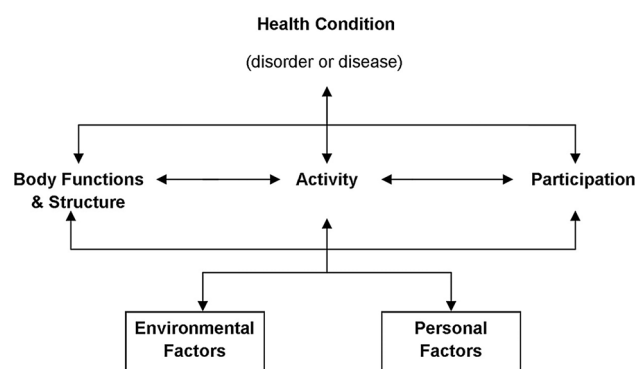 Health Condition
(disorder or disease)
Body Functions
& Structure
Activity
Participation
Environmental
Factors
Personal
Factors